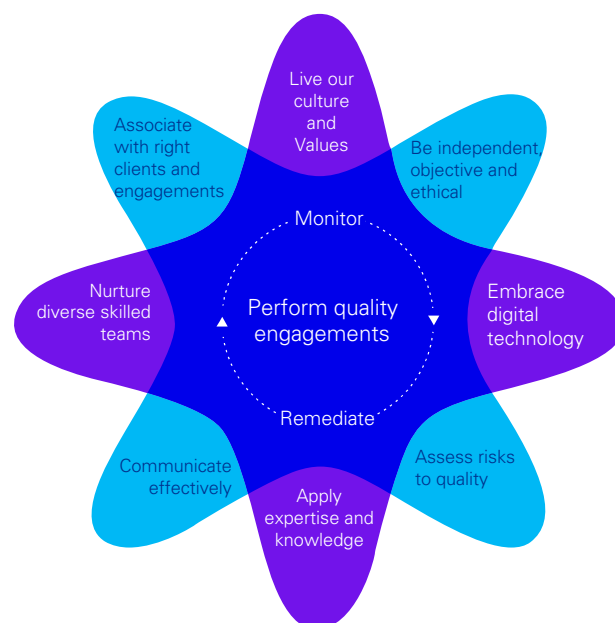 Live our
culture
and
Values
Associate
with right
clients and
engagements
Be independent,
objective and
ethical
Monitor
Nurture
diverse skilled
teams
Perform quality
engagements
Embrace
digital
technology
Remediate
Communicate
effectively
Assess risks
to quality
Apply
expertise and
knowledge